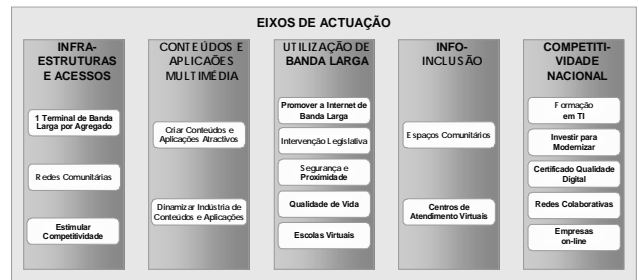 EIXOS DE ACTUAÇÃO
INFRA-
ESTRUTURAS
E ACESSOS
1 Terminal de Banda
Larga por Agregado
Redes Comunitárias
Estimular
Competitividade
CONTEÚDOS E
APLICAÇÕES
MULTIMÉDIA
Criar Conteúdos e
Aplicações Atractivos
Dinamizar Indústria de
Conteúdos e Aplicações
UTILIZAÇÃO DE
BANDA LARGA
Promover a Internet de
Banda Larga
Intervenção Legislativa
Segurança e
Proximidade
Qualidade de Vida
Escolas Virtuais
INFO-
INCLUSÃO
Espaços Comunitários
Centros de
Atendimento Virtuais
COMPETITI-
VIDADE
NACIONAL
Formação
em TI
Investir para
Modernizar
Certificado Qualidade
Digital
Redes Colaborativas
Empresas
on-line